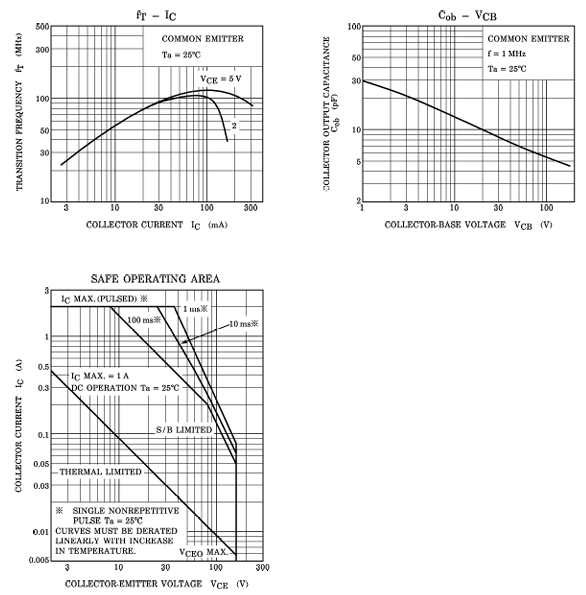 fT – IC
TRANSITION FREQUENCY fT (MHz)
500
300
100
50
30
10
COMMON EMITTER
Ta = 25°C
VCE = 5 V
2
3
10
30
100
300
COLLECTOR CURRENT IC (mA)
Cob – VCB
COLLECTOR OUTPUT CAPACITANCE
Cob (pF)
100
50
30
10
5
2
COMMON EMITTER
f = 1 MHz
Ta = 25°C
1
3
10
30
100
COLLECTOR-BASE VOLTAGE VCB (V)
SAFE OPERATING AREA
COLLECTOR CURRENT IC (A)
3
1
0.5
0.3
0.1
0.05
0.03
0.01
0.005
IC MAX. (PULSED) ※
1 ms※
100 ms※
10 ms※
IC MAX. = 1 A
DC OPERATION Ta = 25°C
S/B LIMITED
THERMAL LIMITED
※ SINGLE NONREPETITIVE
PULSE Ta = 25°C
CURVES MUST BE DERATED
LINEARLY WITH INCREASE
IN TEMPERATURE.
VCEO MAX.
3
10
30
100
300
COLLECTOR-EMITTER VOLTAGE VCE (V)